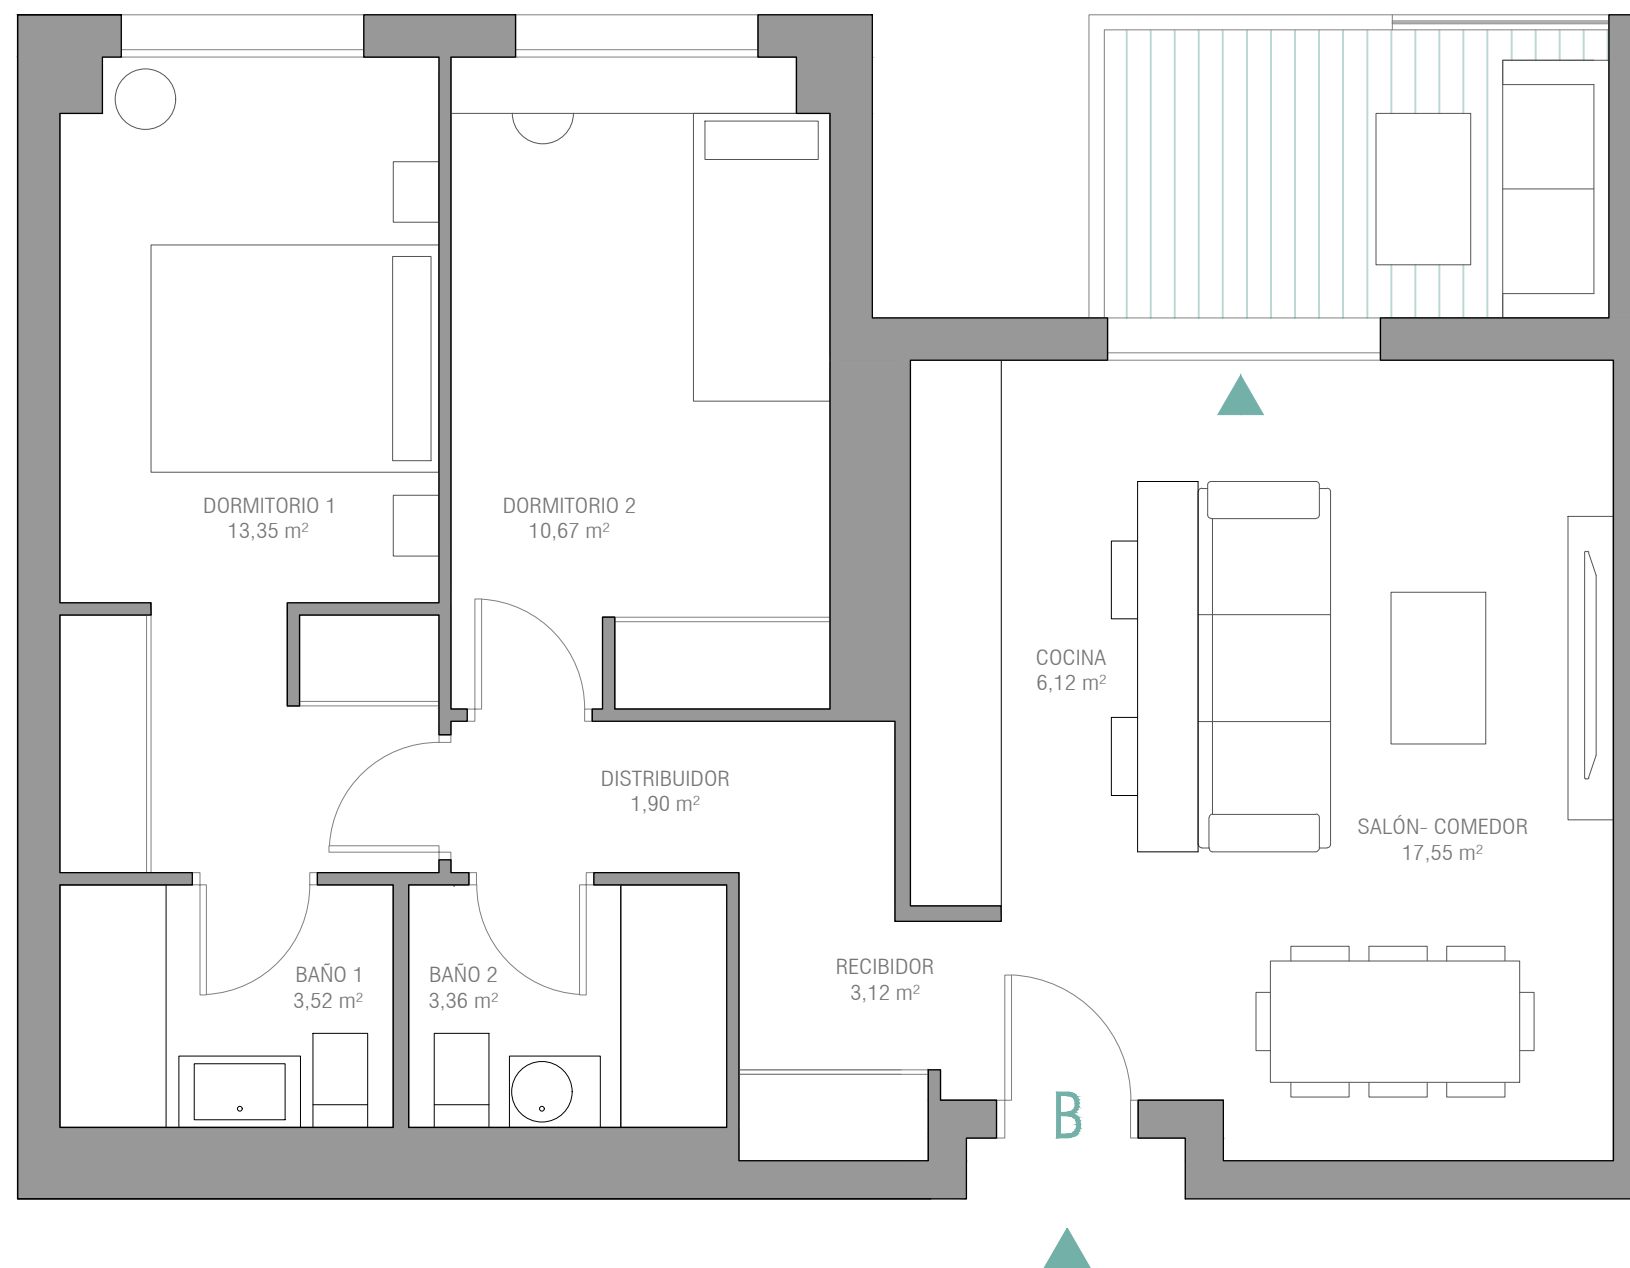 DORMITORIO 1
13,35 m²
DORMITORIO 2
10,67 m²
COCINA
6,12 m²
DISTRIBUIDOR
1,90 m²
SALÓN- COMEDOR
17,55 m²
BAÑO 1
3,52 m²
BAÑO 2
3,36 m²
RECIBIDOR
3,12 m²
B